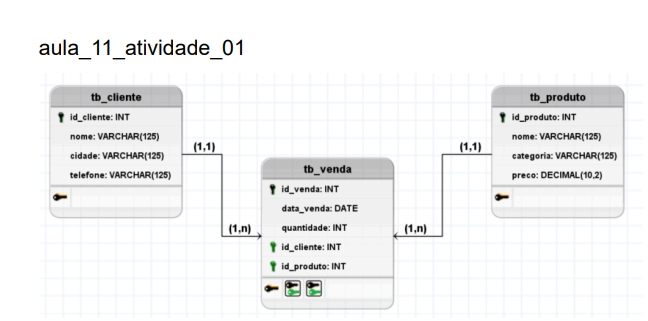 aula_11_atividade_01
tb_cliente
id_cliente: INT
nome: VARCHAR(125)
cidade: VARCHAR(125)
telefone: VARCHAR(125)
(1,1)
(1,n)
tb_venda
id_venda: INT
data_venda: DATE
quantidade: INT
id_cliente: INT
id_produto: INT
(1,1)
(1,n)
tb_produto
id_produto: INT
nome: VARCHAR(125)
categoria: VARCHAR(125)
preco: DECIMAL(10,2)